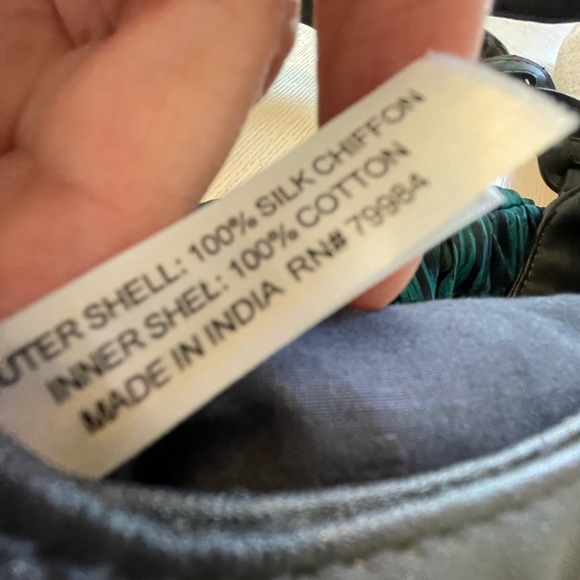 UTER SHELL: 100% SILK CHIFFON
INNER SHEL: 100% COTTON
MADE IN INDIA RN# 79984